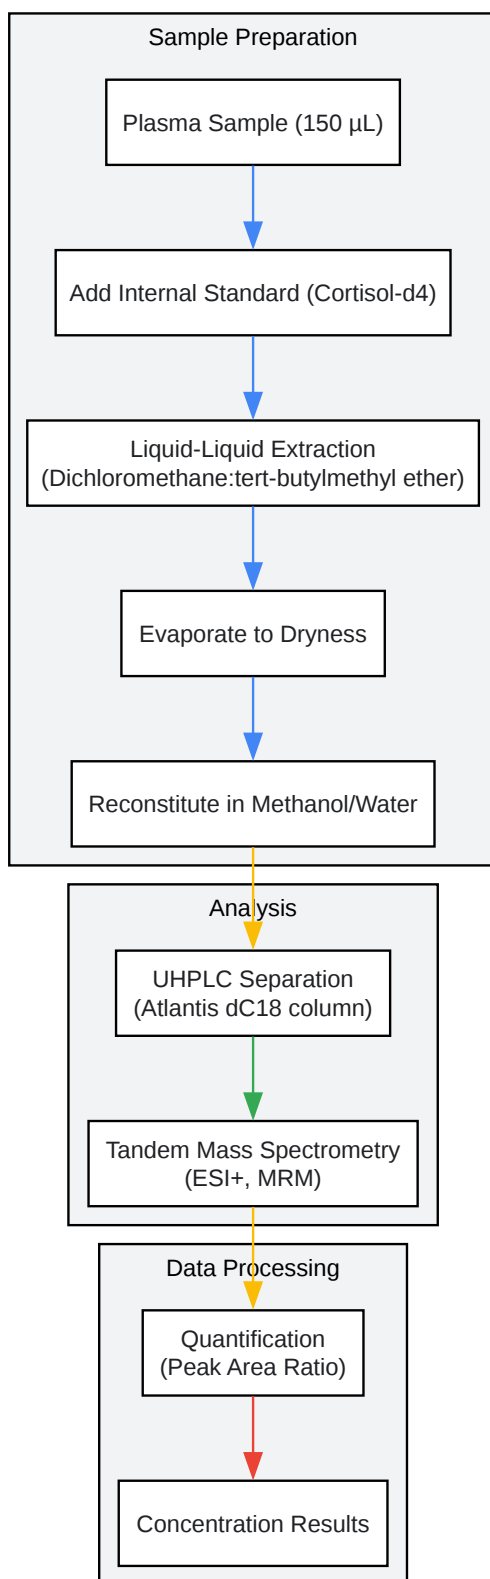 Sample Preparation
Plasma Sample (150 µL)
Add Internal Standard (Cortisol-d4)
Liquid-Liquid Extraction
(Dichloromethane:tert-butylmethyl ether)
Evaporate to Dryness
Reconstitute in Methanol/Water
Analysis
UHPLC Separation
(Atlantis dC18 column)
Tandem Mass Spectrometry
(ESI+, MRM)
Data Processing
Quantification
(Peak Area Ratio)
Concentration Results